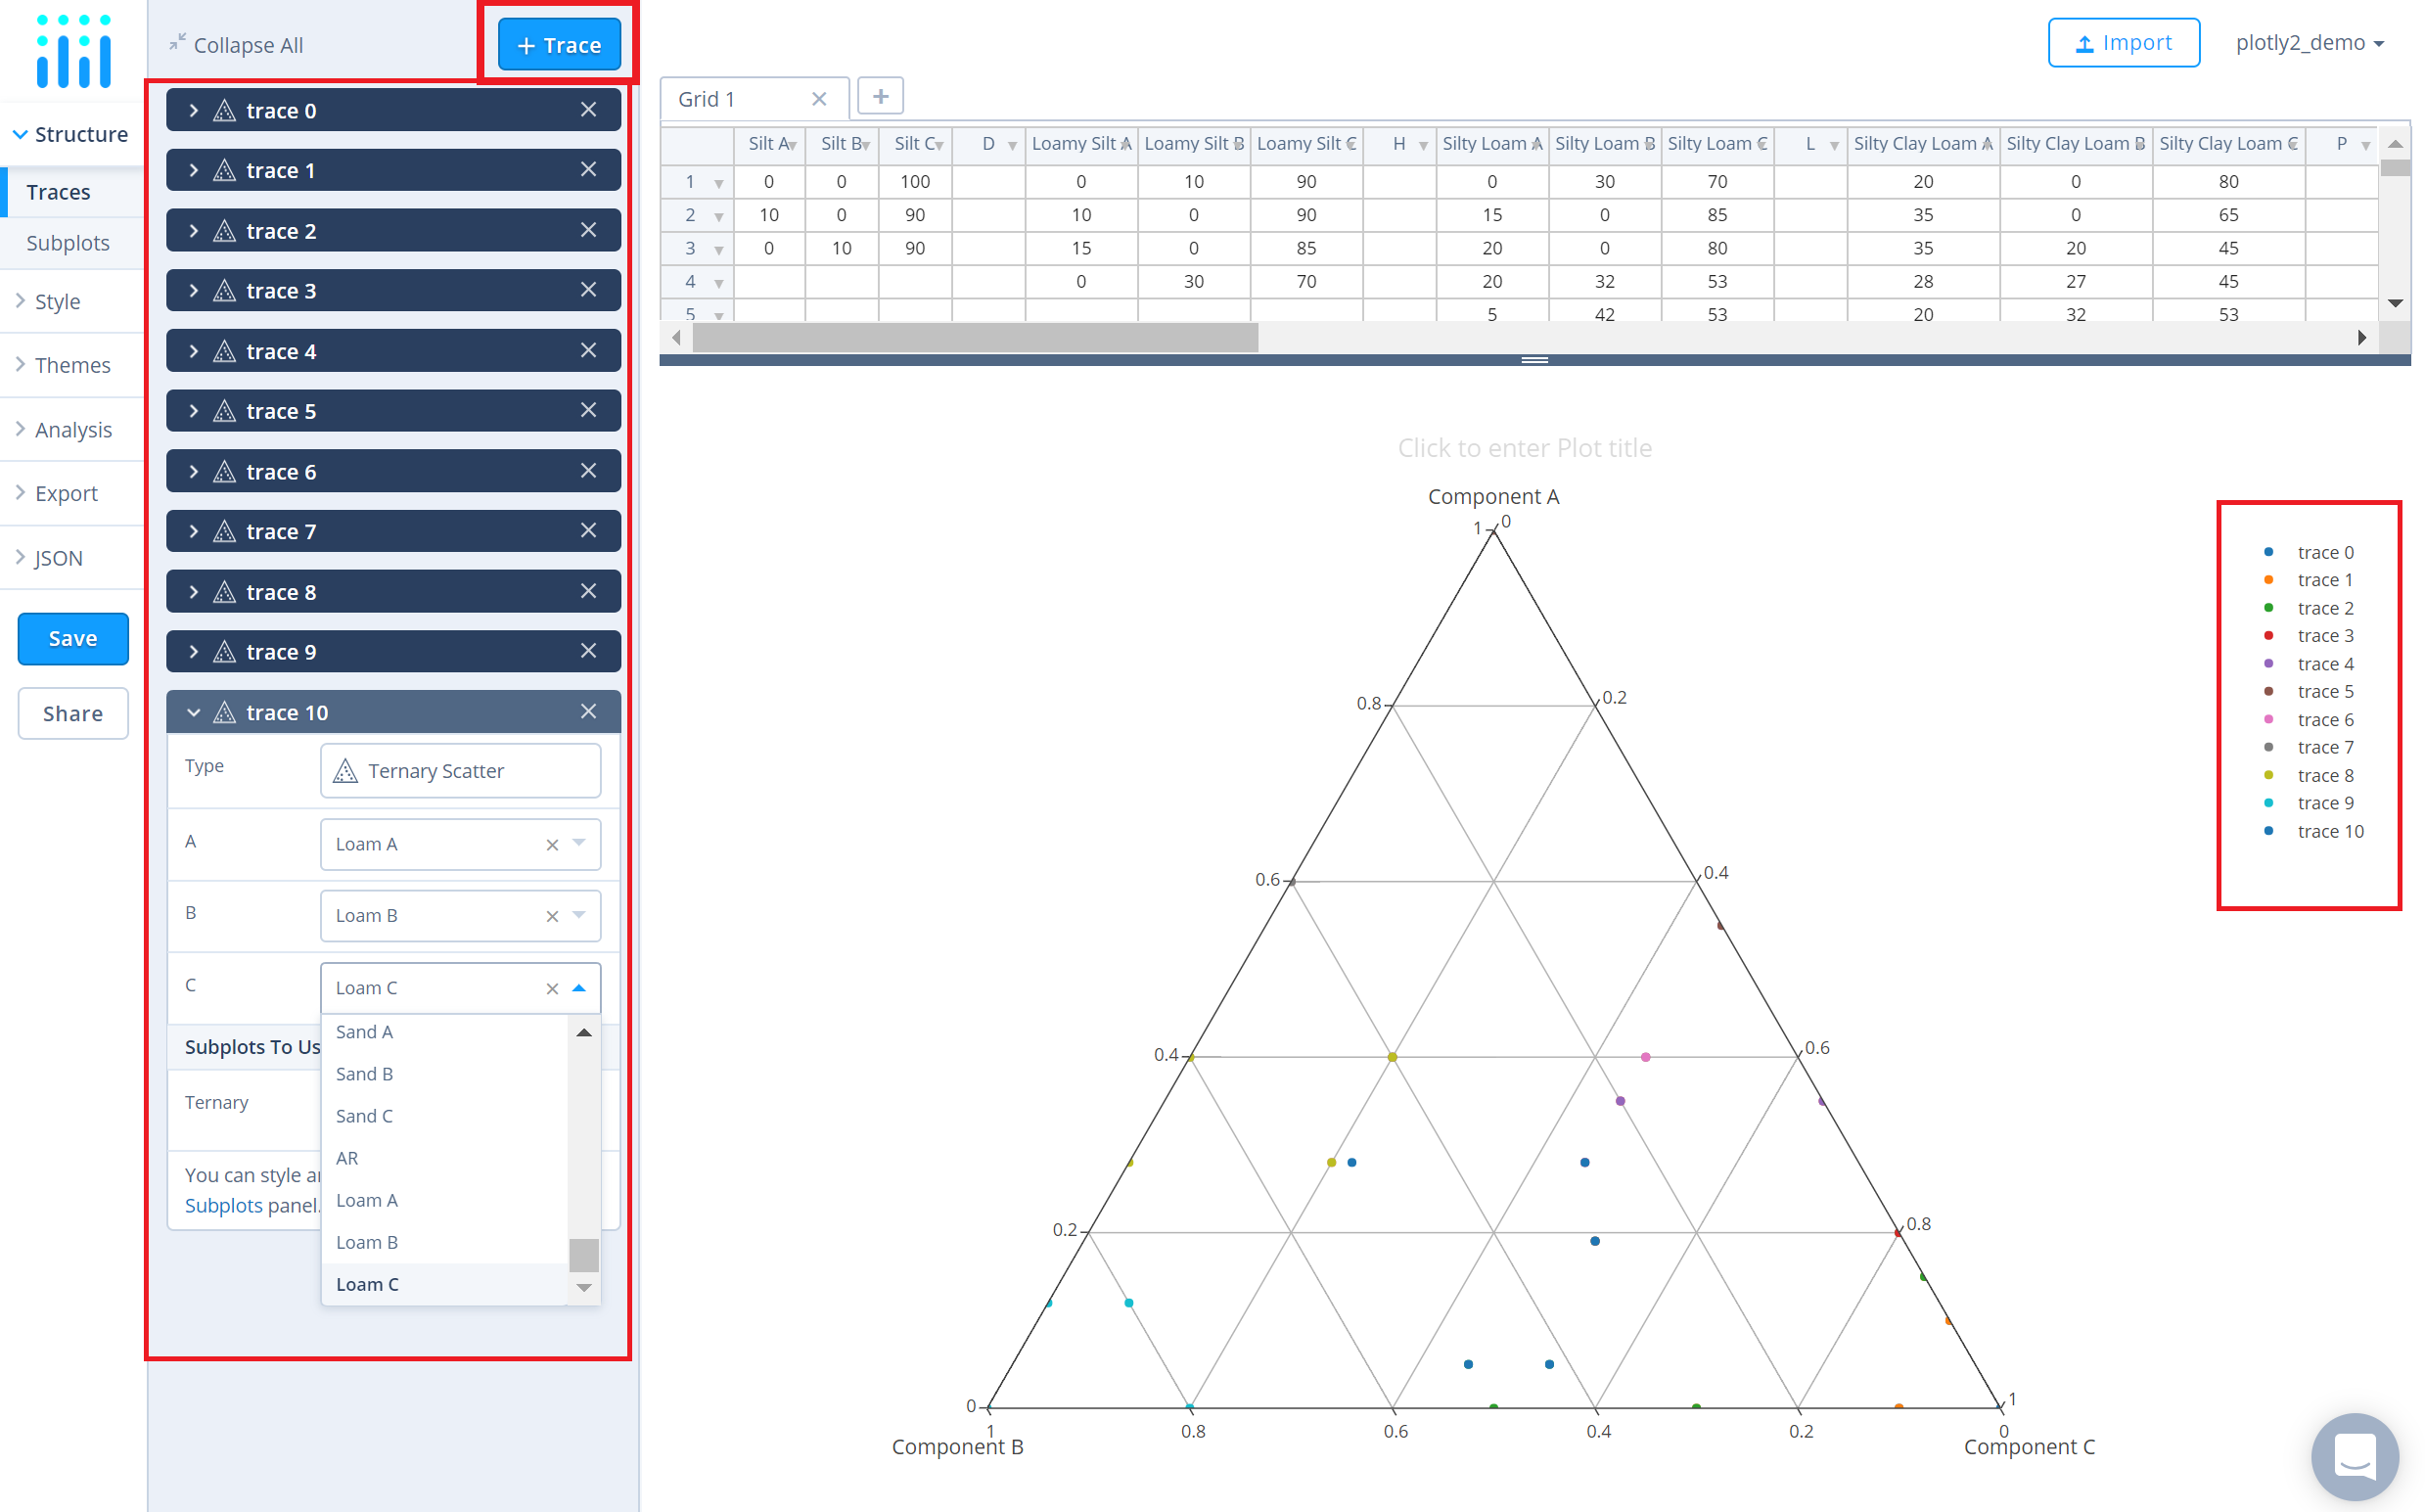 Collapse All
+ Trace
Import
plotly2_demo
Structure
Traces
Subplots
Style
Themes
Analysis
Export
JSON
Save
Share
trace 0
trace 1
trace 2
trace 3
trace 4
trace 5
trace 6
trace 7
trace 8
trace 9
trace 10
Type
Ternary Scatter
A
Loam A
B
Loam B
C
Loam C
Sand A
Sand B
Sand C
AR
Loam A
Loam B
Loam C
Subplots To Us
Ternary
You can style a
Subplots panel.
Grid 1
+
Silt A Silt B Silt C D Loamy Silt A Loamy Silt B Loamy Silt C H Silty Loam A Silty Loam B Silty Loam C L Silty Clay Loam A Silty Clay Loam B Silty Clay Loam C P
1 0 0 100 0 10 90 0 30 70 20 0 80
2 10 0 90 10 0 90 15 0 85 35 0 65
3 0 10 90 15 0 85 20 0 80 35 20 45
4 0 30 70 20 32 53 28 27 45
5 5 42 53 20 32 53
Click to enter Plot title
Component A
1 0
0.8 0.2
0.6 0.4
0.4 0.6
0.2 0.8
0 1
1 0.8 0.6 0.4 0.2 0
Component B
Component C
trace 0
trace 1
trace 2
trace 3
trace 4
trace 5
trace 6
trace 7
trace 8
trace 9
trace 10